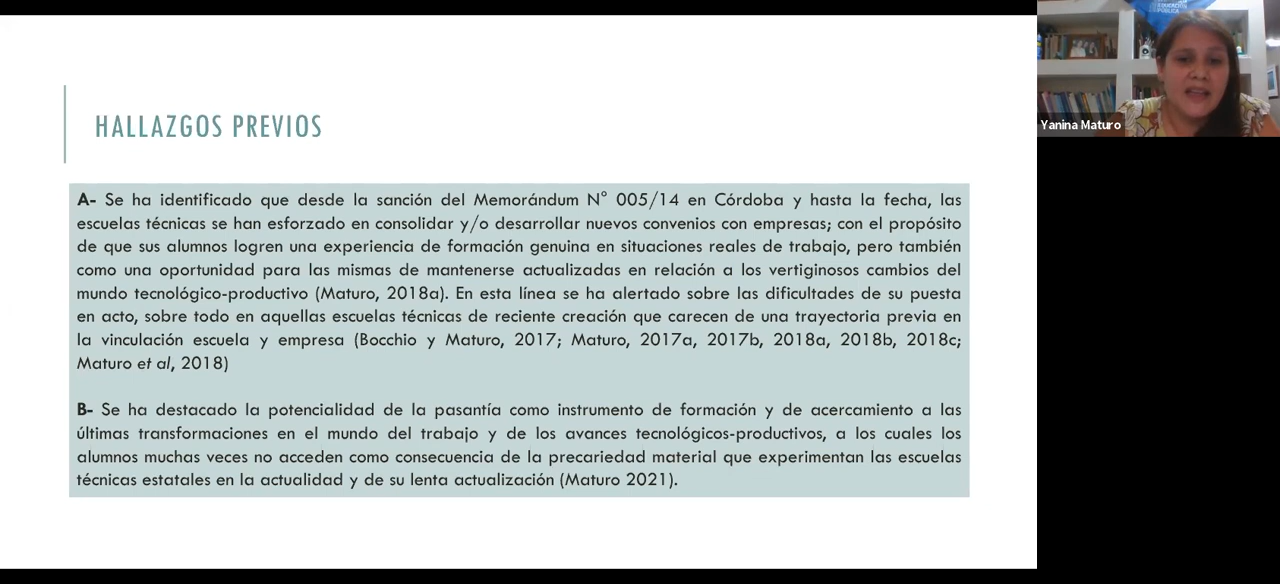 HALLAZGOS PREVIOS
A- Se ha identificado que desde la sanción del Memorándum N° 005/14 en Córdoba y hasta la fecha, las
escuelas técnicas se han esforzado en consolidar y/o desarrollar nuevos convenios con empresas; con el propósito
de que sus alumnos logren una experiencia de formación genuina en situaciones reales de trabajo, pero también
como una oportunidad para las mismas de mantenerse actualizadas en relación a los vertiginosos cambios del
mundo tecnológico-productivo (Maturo, 2018a). En esta línea se ha alertado sobre las dificultades de su puesta
en acto, sobre todo en aquellas escuelas técnicas de reciente creación que carecen de una trayectoria previa en
la vinculación escuela y empresa (Bocchio y Maturo, 2017; Maturo, 2017a, 2017b, 2018a, 2018b, 2018c;
Maturo et al, 2018)
B- Se ha destacado la potencialidad de la pasantía como instrumento de formación y de acercamiento a las
últimas transformaciones en el mundo del trabajo y de los avances tecnológicos-productivos, a los cuales los
alumnos muchas veces no acceden como consecuencia de la precariedad material que experimentan las escuelas
técnicas estatales en la actualidad y de su lenta actualización (Maturo 2021).
EDUCACIÓN
PÚBLICA
Yanina Maturo